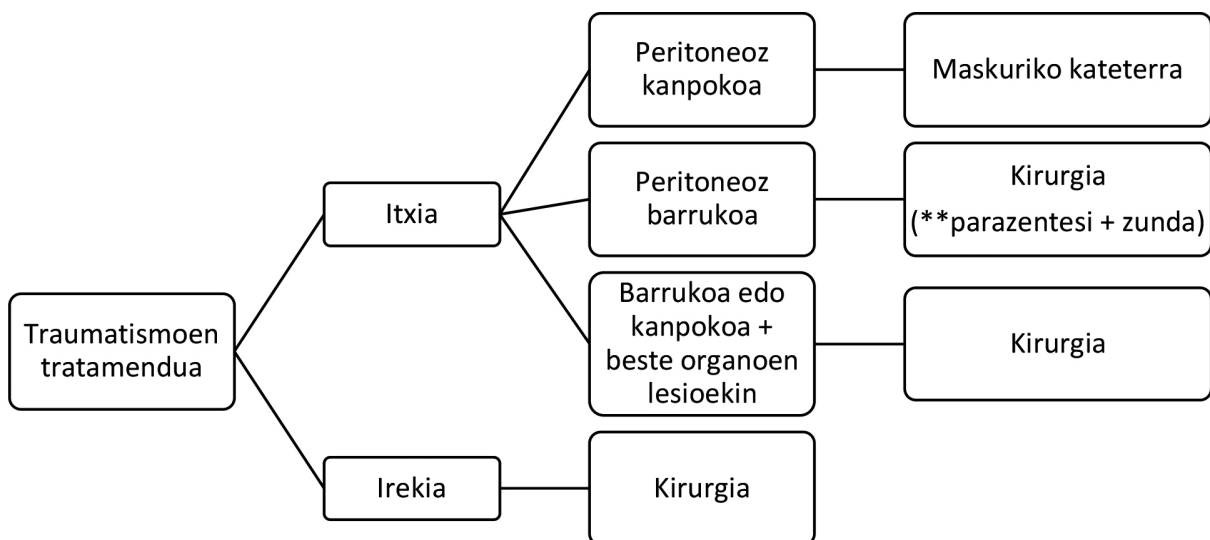 Traumatismoen
tratamendua
Itxia
Peritoneoz
kanpokoa
Maskuriko kateterra
Peritoneoz
barrukoa
Kirurgia
(**parazentesi + zunda)
Barrukoa edo
kanpokoa +
beste organoen
lesioekin
Kirurgia
Irekia
Kirurgia